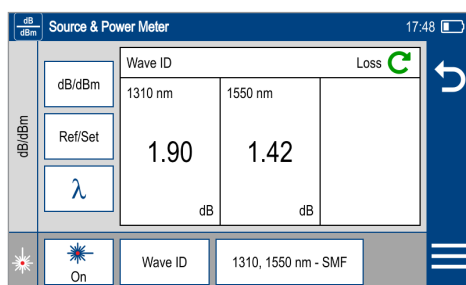 dB
dBm
Source & Power Meter
17:48
dB/dBm
dB/dBm
Ref/Set
λ
Wave ID
Loss
1310 nm
1.90
dB
1550 nm
1.42
dB
On
Wave ID
1310, 1550 nm - SMF